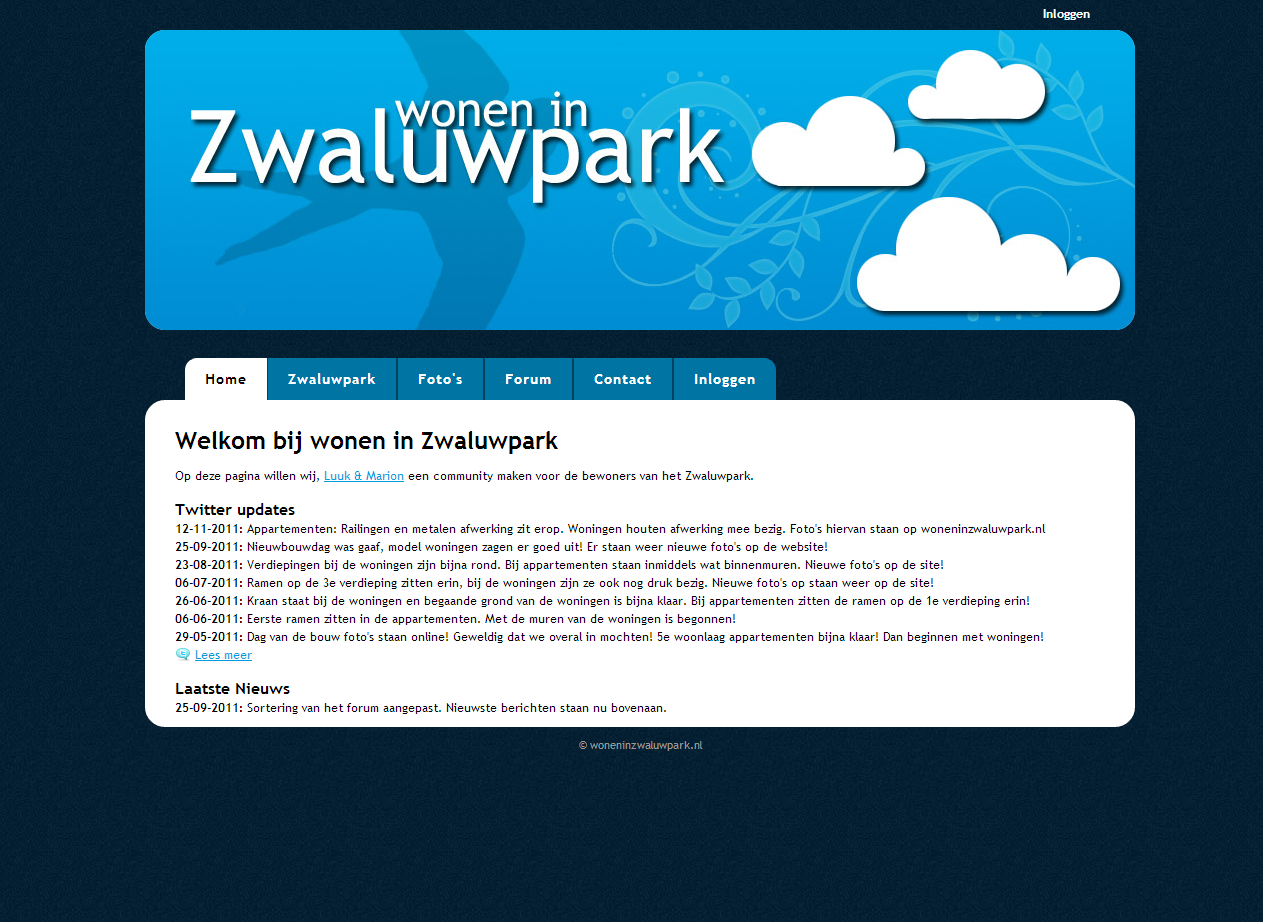 Inloggen
wonen in
Zwaluwpark
Home Zwaluwpark Foto's Forum Contact Inloggen
Welkom bij wonen in Zwaluwpark
Op deze pagina willen wij, Luuk & Marion een community maken voor de bewoners van het Zwaluwpark.
Twitter updates
12-11-2011: Appartementen: Railingen en metalen afwerking zit erop. Woningen houten afwerking mee bezig. Foto's hiervan staan op woneninzwaluwpark.nl
25-09-2011: Nieuwbouwdag was gaaf, model woningen zagen er goed uit! Er staan weer nieuwe foto's op de website!
23-08-2011: Verdiepingen bij de woningen zijn bijna rond. Bij appartementen staan inmiddels wat binnenmuren. Nieuwe foto's op de site!
06-07-2011: Ramen op de 3e verdieping zitten erin, bij de woningen zijn ze ook nog druk bezig. Nieuwe foto's op staan weer op de site!
26-06-2011: Kraan staat bij de woningen en begaande grond van de woningen is bijna klaar. Bij appartementen zitten de ramen op de 1e verdieping erin!
06-06-2011: Eerste ramen zitten in de appartementen. Met de muren van de woningen is begonnen!
29-05-2011: Dag van de bouw foto's staan online! Geweldig dat we overal in mochten! 5e woonlaag appartementen bijna klaar! Dan beginnen met woningen!
Lees meer
Laatste Nieuws
25-09-2011: Sortering van het forum aangepast. Nieuwste berichten staan nu bovenaan.
© woneninzwaluwpark.nl